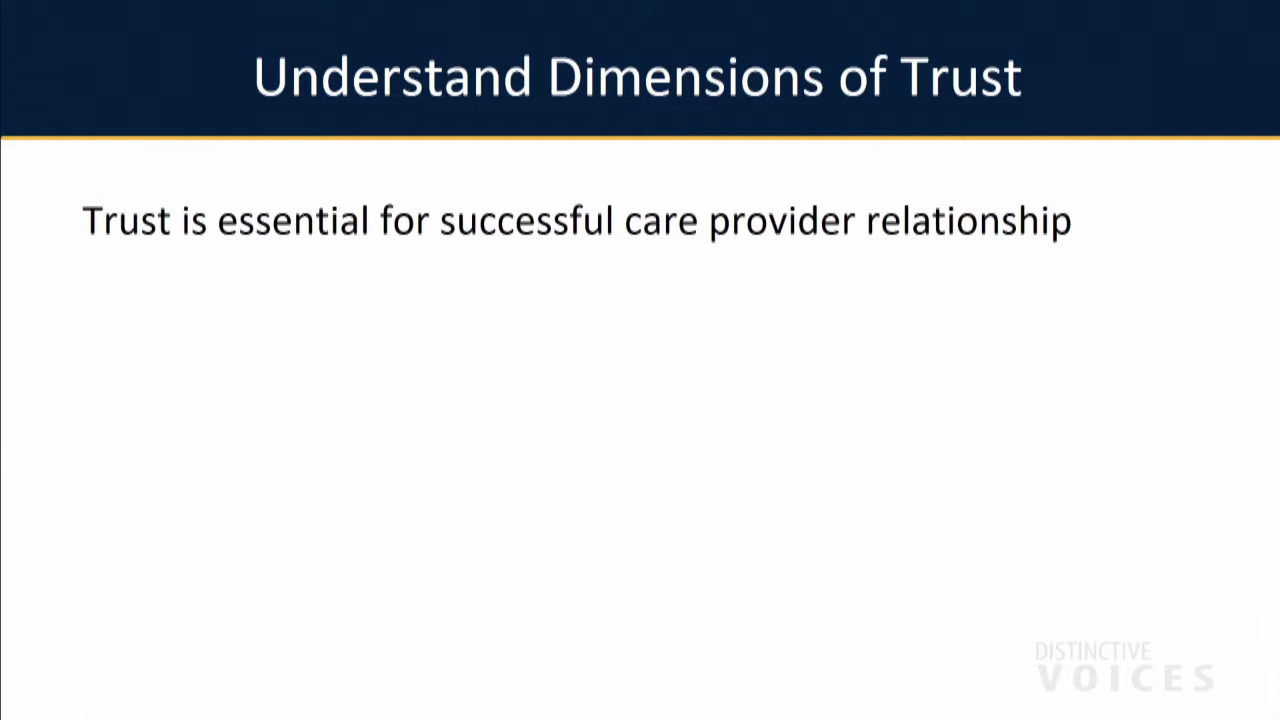 Understand Dimensions of Trust
Trust is essential for successful care provider relationship
DISTINCTIVE
VOICES